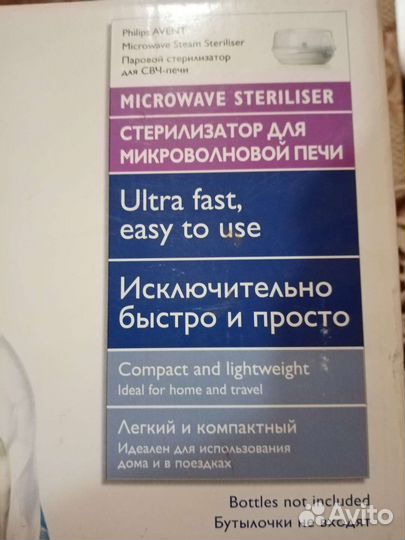 Philips AVENT
Microwave Steam Steriliser
Паровой стерилизатор
для СВЧ-печи
MICROWAVE STERILISER
СТЕРИЛИЗАТОР ДЛЯ
МИКРОВОЛНОВОЙ ПЕЧИ
Ultra fast,
easy to use
Исключительно
быстро и просто
Compact and lightweight
Ideal for home and travel
Легкий и компактный
Идеален для использования
дома и в поездках
Bottles not included
Бутылочки не входят
Avito